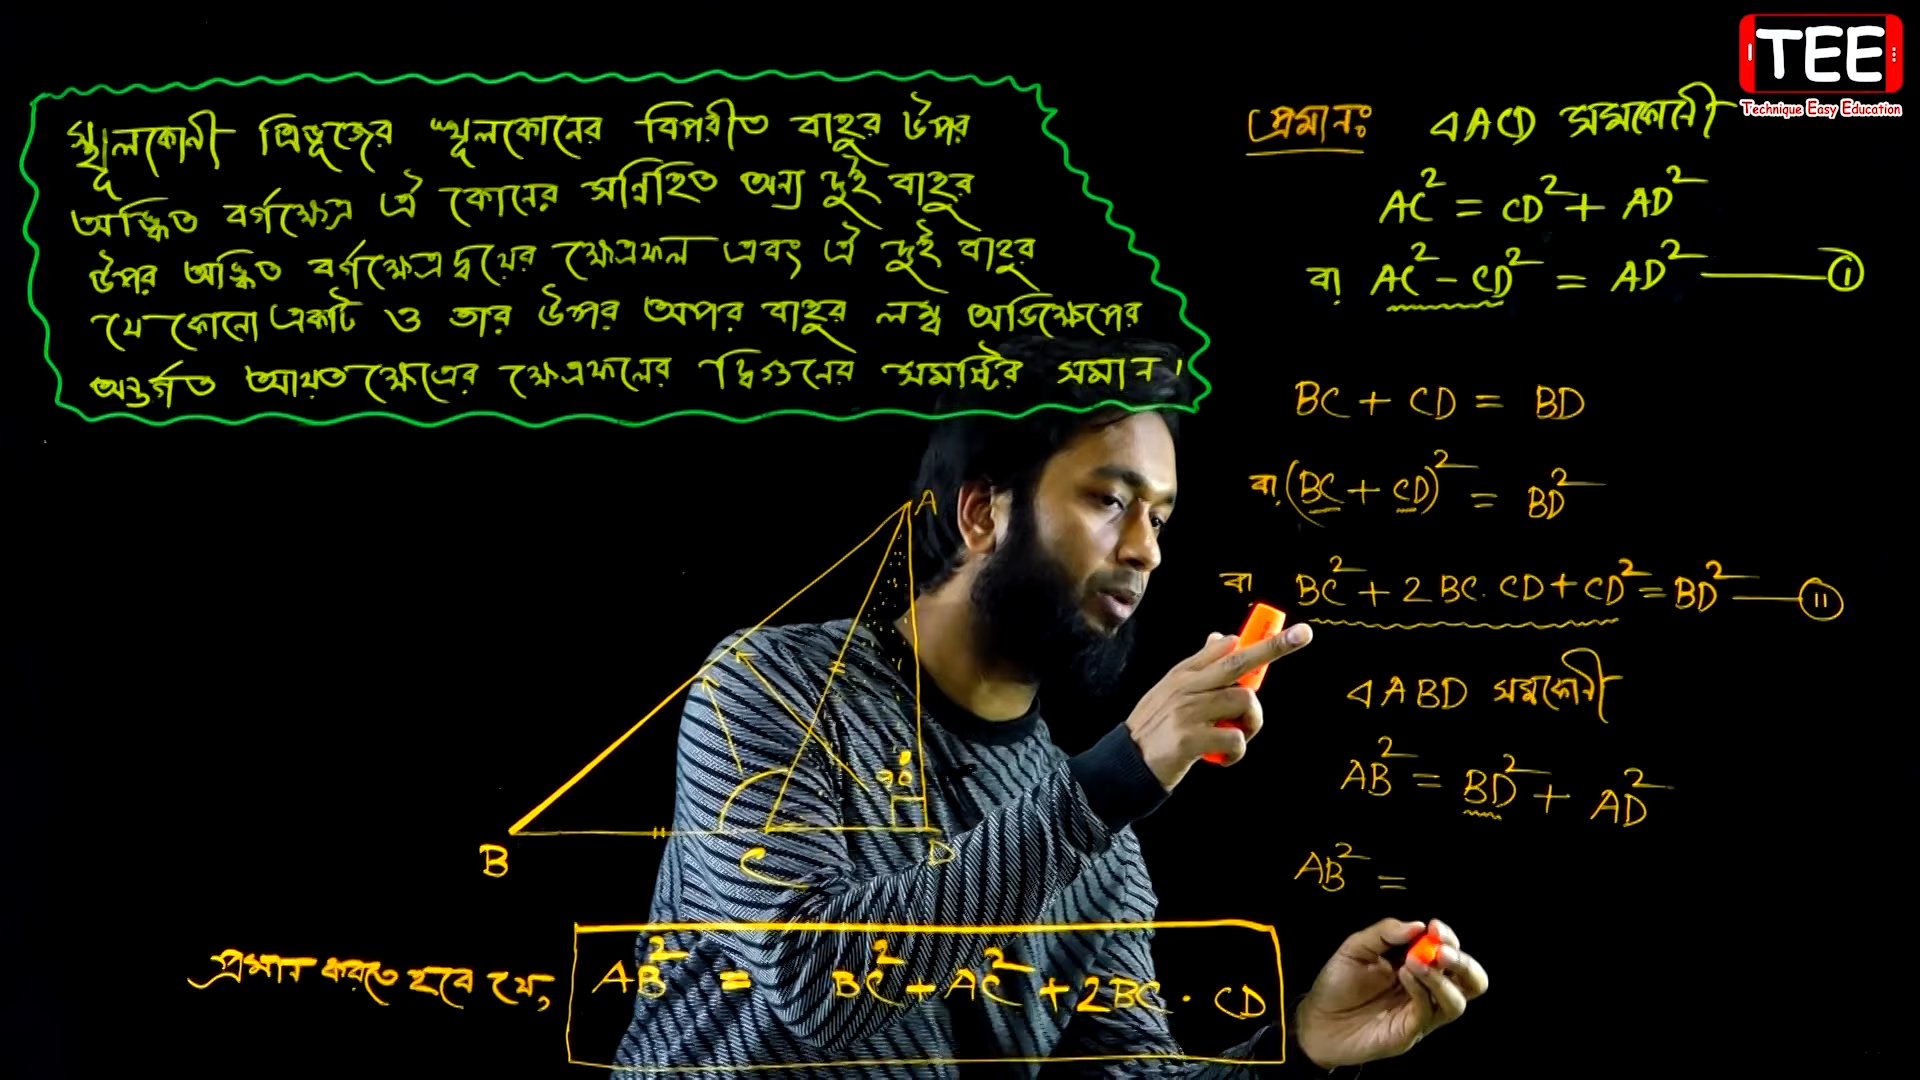 স্থূলকোনী ত্রিভূজের স্থূলকোনের বিপরীত বাহুর উপর
অঙ্কিত বর্গক্ষেত্র ঐ কোনের সন্নিহিত অন্য দুই বাহুর
উপর অঙ্কিত বর্গক্ষেত্রদ্বয়ের ক্ষেত্রফল এবং ঐ দুই বাহুর
যে কোনো একটি ও তার উপর অপর বাহুর লম্ব অভিক্ষেপের
অন্তর্গত আয়তক্ষেত্রের ক্ষেত্রফলের দ্বিগুনের সমষ্টির সমান।
A
90°
B C D
প্রমান করতে হবে যে, AB² = BC² + AC² + 2BC · CD
TEE
Technique Easy Education
প্রমানঃ ⊿ACD সমকোনী
AC² = CD² + AD²
বা AC² - CD² = AD² — (I)
BC + CD = BD
বা, (BC + CD)² = BD²
বা BC² + 2BC · CD + CD² = BD² — (II)
⊿ABD সমকোনী
AB² = BD² + AD²
AB² =